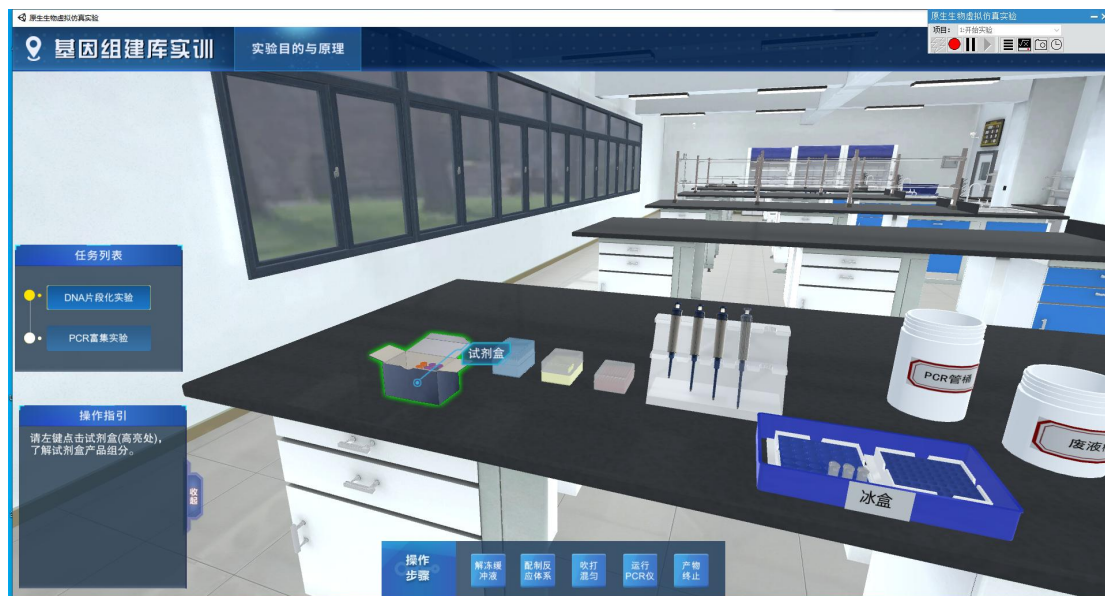 原生生物虚拟仿真实验
原生生物虚拟仿真实验
项目： 1:开始实验
基因组建库实训
实验目的与原理
任务列表
DNA片段化实验
PCR富集实验
试剂盒
PCR管桶
废液
冰盒
操作指引
请左键点击试剂盒(高亮处),
了解试剂盒产品组分。
收起
操作
步骤
解冻缓
冲液
配制反
应体系
吹打
混匀
运行
PCR仪
产物
终止